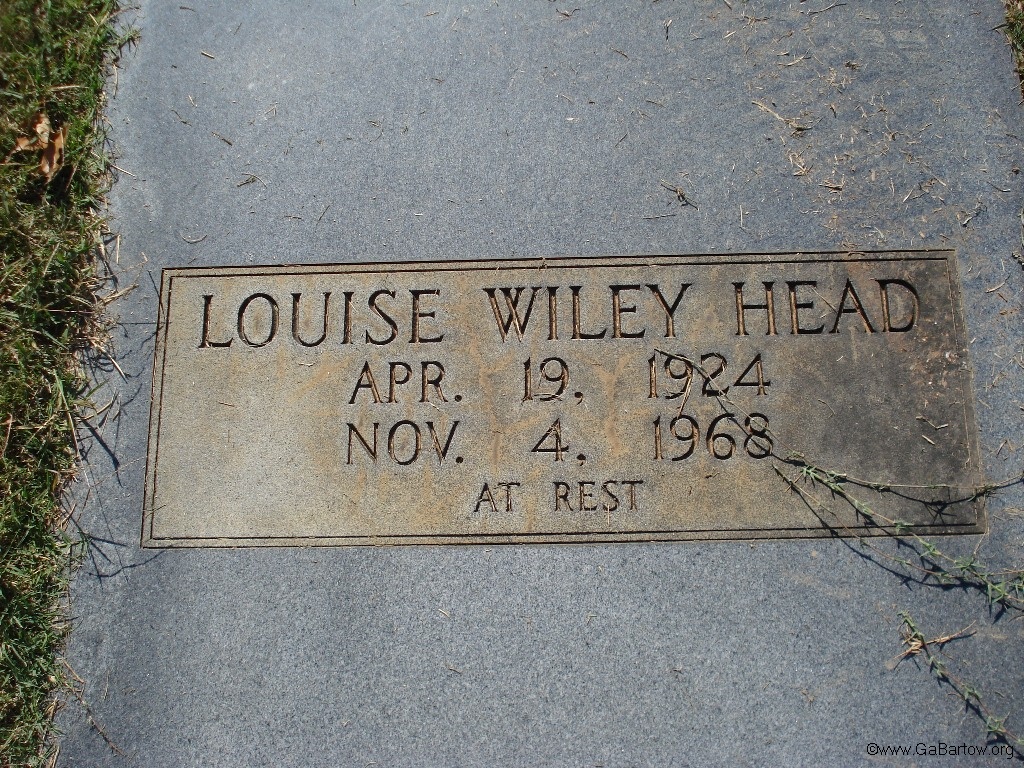 LOUISE WILEY HEAD
APR. 19, 1924
NOV. 4, 1968
AT REST
©www.GaBartow.org